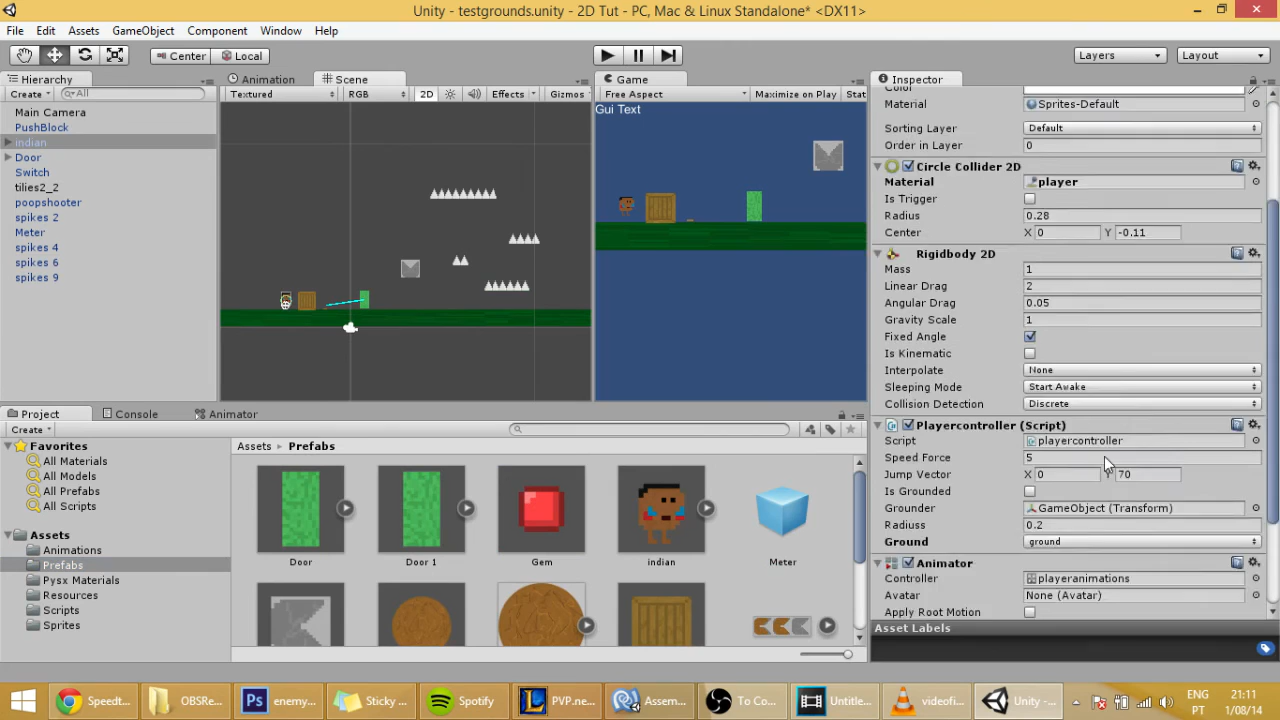 Unity - testgrounds.unity - 2D Tut - PC, Mac & Linux Standalone* <DX11>
File Edit Assets GameObject Component Window Help
Center Local Layers Layout
Hierarchy
Create All
Main Camera
PushBlock
indian
Door
Switch
tilies2_2
poopshooter
spikes 2
Meter
spikes 4
spikes 6
spikes 9
Animation Scene
Textured RGB 2D Effects Gizmos
Game
Free Aspect Maximize on Play Stat
Gui Text
Inspector
Color
Material Sprites-Default
Sorting Layer Default
Order in Layer 0
Circle Collider 2D
Material player
Is Trigger
Radius 0.28
Center X 0 Y -0.11
Rigidbody 2D
Mass 1
Linear Drag 2
Angular Drag 0.05
Gravity Scale 1
Fixed Angle
Is Kinematic
Interpolate None
Sleeping Mode Start Awake
Collision Detection Discrete
Playercontroller (Script)
Script playercontroller
Speed Force 5
Jump Vector X 0 Y 70
Is Grounded
Grounder GameObject (Transform)
Radiuss 0.2
Ground ground
Animator
Controller playeranimations
Avatar None (Avatar)
Apply Root Motion
Asset Labels
Project Console Animator
Create
Favorites
All Materials
All Models
All Prefabs
All Scripts
Assets
Animations
Prefabs
Pysx Materials
Resources
Scripts
Sprites
Assets Prefabs
Door Door 1 Gem indian Meter
Speedt... OBSRe... enemy... Sticky ... Spotify PVP.ne... Assem... To Co... Untitle... videofi... Unity -...
ENG 21:11
PT 1/08/14